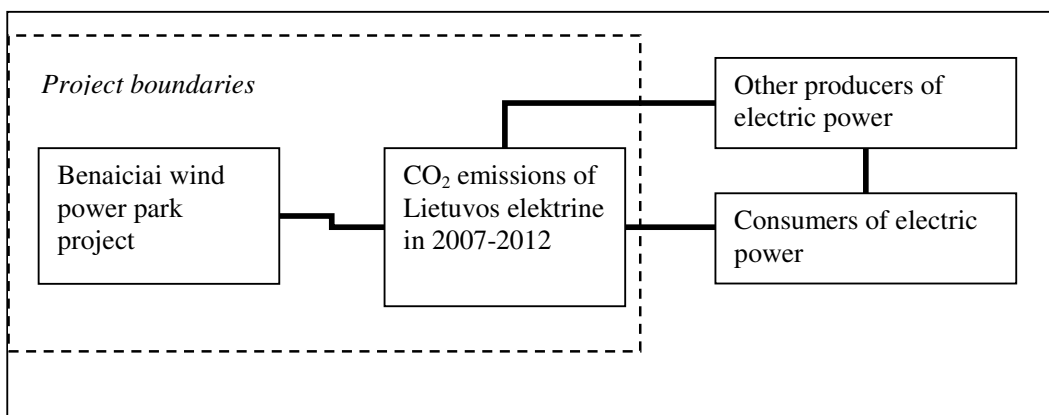 Project boundaries
Benaiciai wind
power park
project
CO₂ emissions of
Lietuvos elektrine
in 2007-2012
Other producers of
electric power
Consumers of electric
power